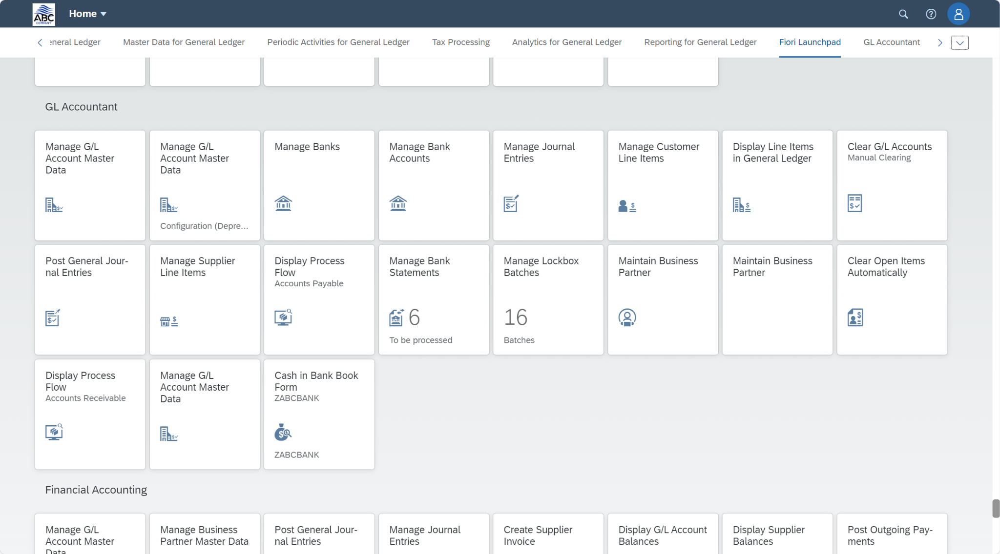 ABC
COMPANY
Home
eneral Ledger
Master Data for General Ledger
Periodic Activities for General Ledger
Tax Processing
Analytics for General Ledger
Reporting for General Ledger
Fiori Launchpad
GL Accountant
GL Accountant
Manage G/L
Account Master
Data
Manage G/L
Account Master
Data
Configuration (Depre...
Manage Banks
Manage Bank
Accounts
Manage Journal
Entries
Manage Customer
Line Items
Display Line Items
in General Ledger
Clear G/L Accounts
Manual Clearing
Post General Jour-
nal Entries
Manage Supplier
Line Items
Display Process
Flow
Accounts Payable
Manage Bank
Statements
6
To be processed
Manage Lockbox
Batches
16
Batches
Maintain Business
Partner
Maintain Business
Partner
Clear Open Items
Automatically
Display Process
Flow
Accounts Receivable
Manage G/L
Account Master
Data
Cash in Bank Book
Form
ZABCBANK
ZABCBANK
Financial Accounting
Manage G/L
Account Master
Data
Manage Business
Partner Master Data
Post General Jour-
nal Entries
Manage Journal
Entries
Create Supplier
Invoice
Display G/L Account
Balances
Display Supplier
Balances
Post Outgoing Pay-
ments